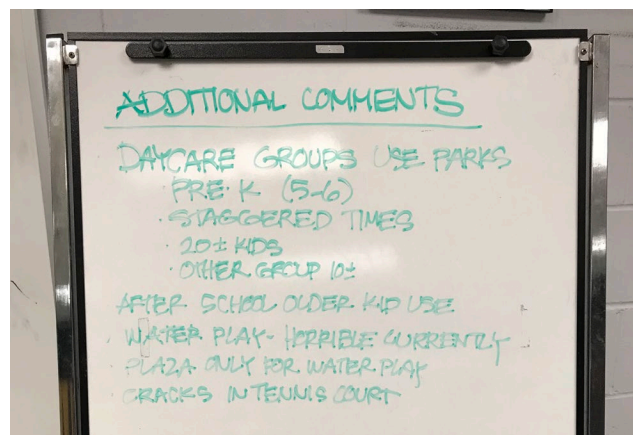 ADDITIONAL COMMENTS
DAYCARE GROUPS USE PARKS
PRE·K (5-6)
· STAGGERED TIMES
· 20± KIDS
· OTHER GROUP 10±
AFTER SCHOOL OLDER KID USE
WATER PLAY- HORRIBLE CURRENTLY
· PLAZA ONLY FOR WATER PLAY
· CRACKS IN TENNIS COURT